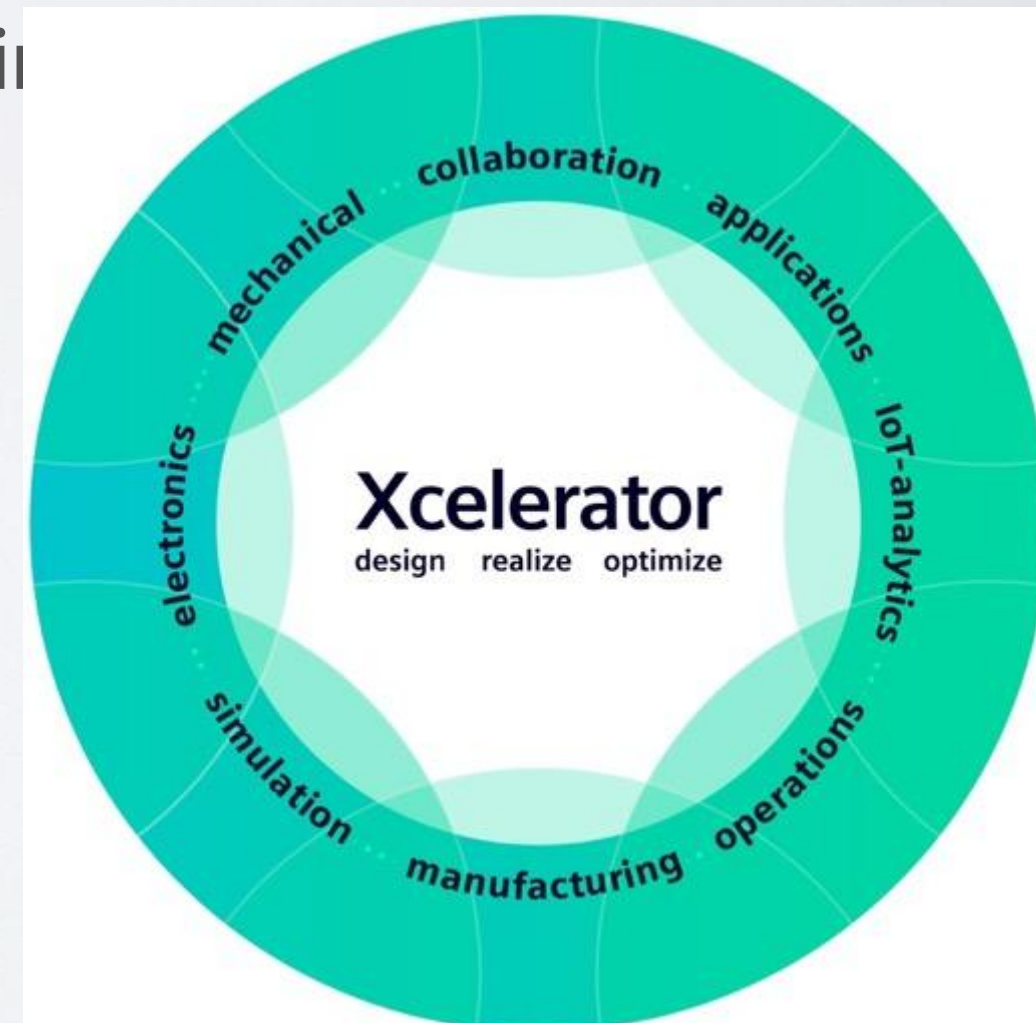 collaboration
applications
IoT-analytics
operations
manufacturing
simulation
electronics
mechanical
Xcelerator
design realize optimize